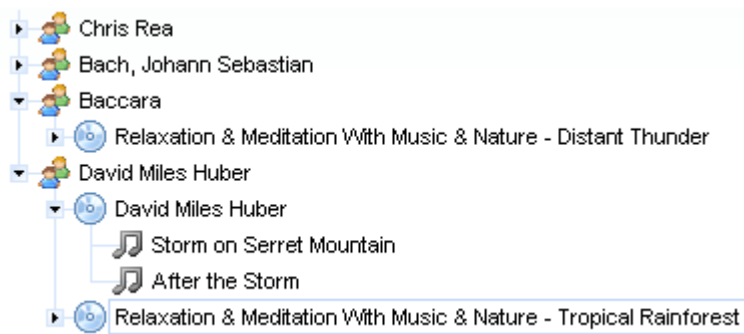 Chris Rea
Bach, Johann Sebastian
Baccara
Relaxation & Meditation With Music & Nature - Distant Thunder
David Miles Huber
David Miles Huber
Storm on Serret Mountain
After the Storm
Relaxation & Meditation With Music & Nature - Tropical Rainforest